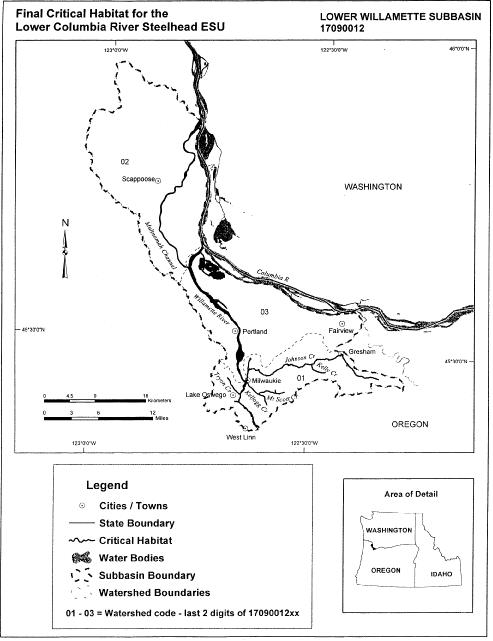 Final Critical Habitat for the
Lower Columbia River Steelhead ESU
LOWER WILLAMETTE SUBBASIN
17090012
123°0'0"W
122°30'0"W
46°0'0"N
02
Scappoose
WASHINGTON
N
Multnomah Channel
Columbia R
Willamette River
03
45°30'0"N
Portland
Fairview
Gresham
45°30'0"N
Johnson Cr
Kelly Cr
01
Milwaukie
Tryon Cr
Lake Oswego
Kellogg Cr
Mt Scott Cr
West Linn
OREGON
0 4.5 9 18
Kilometers
0 3 6 12
Miles
123°0'0"W
122°30'0"W
Legend
Cities / Towns
State Boundary
Critical Habitat
Water Bodies
Subbasin Boundary
Watershed Boundaries
01 - 03 = Watershed code - last 2 digits of 17090012xx
Area of Detail
WASHINGTON
OREGON
IDAHO